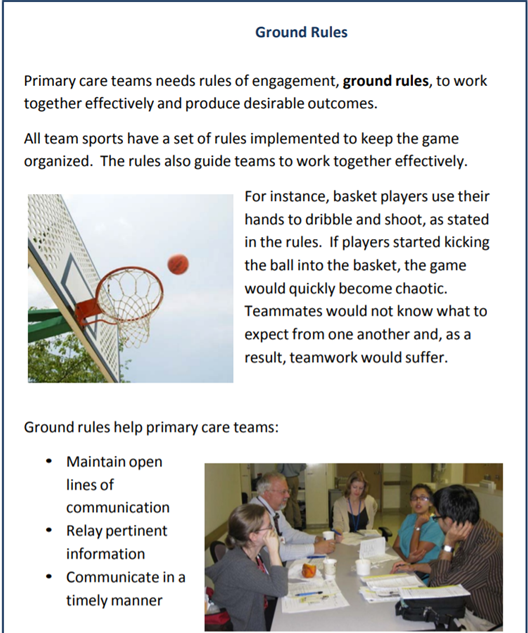 Ground Rules
Primary care teams needs rules of engagement, ground rules, to work
together effectively and produce desirable outcomes.
All team sports have a set of rules implemented to keep the game
organized.  The rules also guide teams to work together effectively.
For instance, basket players use their
hands to dribble and shoot, as stated
in the rules.  If players started kicking
the ball into the basket, the game
would quickly become chaotic.
Teammates would not know what to
expect from one another and, as a
result, teamwork would suffer.
Ground rules help primary care teams:
• Maintain open
lines of
communication
• Relay pertinent
information
• Communicate in a
timely manner